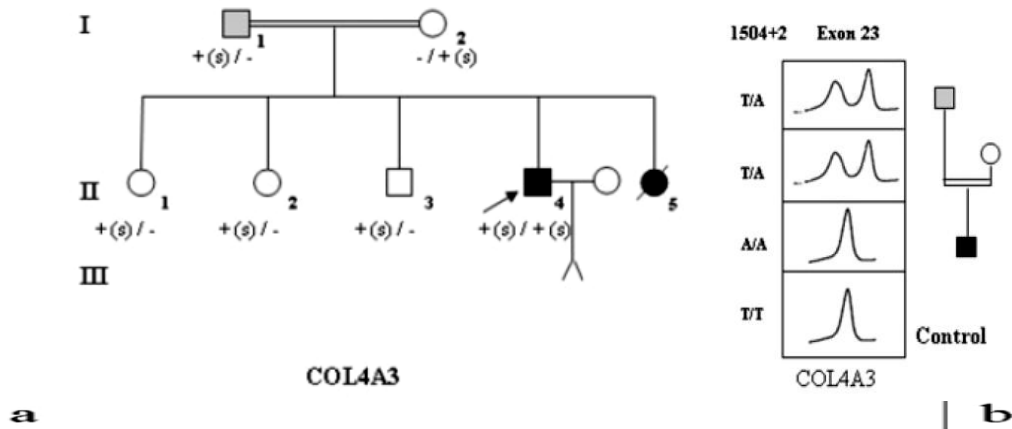 I
1
2
+ (s) / -
- / + (s)
II
1
2
3
4
5
+ (s) / -
+ (s) / -
+ (s) / -
+ (s) / + (s)
III
COL4A3
a
1504+2 Exon 23
T/A
T/A
A/A
T/T
Control
COL4A3
b